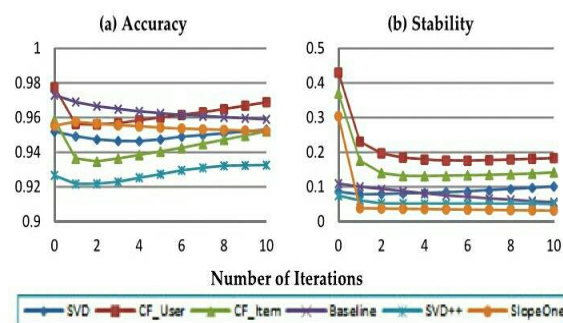 (a) Accuracy
(b) Stability
1
0.98
0.96
0.94
0.92
0.9
0 2 4 6 8 10
0.5
0.4
0.3
0.2
0.1
0
0 2 4 6 8 10
Number of Iterations
SVD CF_User CF_Item Baseline SVD++ SlopeOne